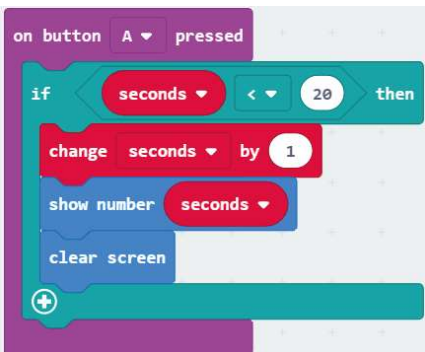 on button A pressed
if seconds < 20 then
change seconds by 1
show number seconds
clear screen